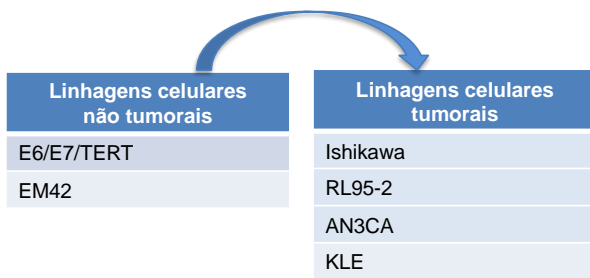 Linhagens celulares
não tumorais
E6/E7/TERT
EM42
Linhagens celulares
tumorais
Ishikawa
RL95-2
AN3CA
KLE